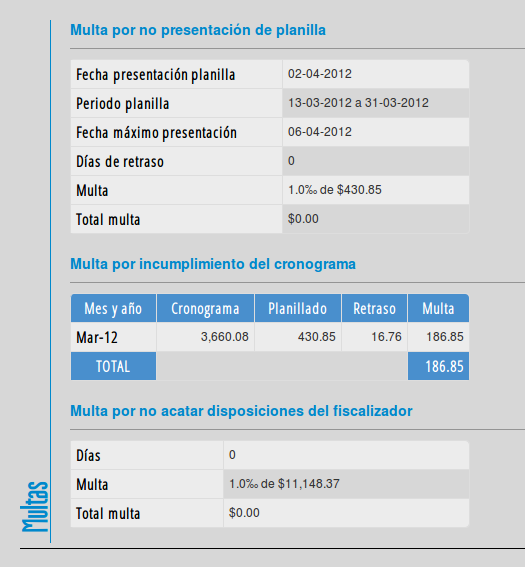 Multa por no presentación de planilla
Fecha presentación planilla 02-04-2012
Periodo planilla 13-03-2012 a 31-03-2012
Fecha máximo presentación 06-04-2012
Días de retraso 0
Multa 1.0‰ de $430.85
Total multa $0.00
Multa por incumplimiento del cronograma
Mes y año Cronograma Planillado Retraso Multa
Mar-12 3,660.08 430.85 16.76 186.85
TOTAL 186.85
Multa por no acatar disposiciones del fiscalizador
Días 0
Multa 1.0‰ de $11,148.37
Total multa $0.00
Multas